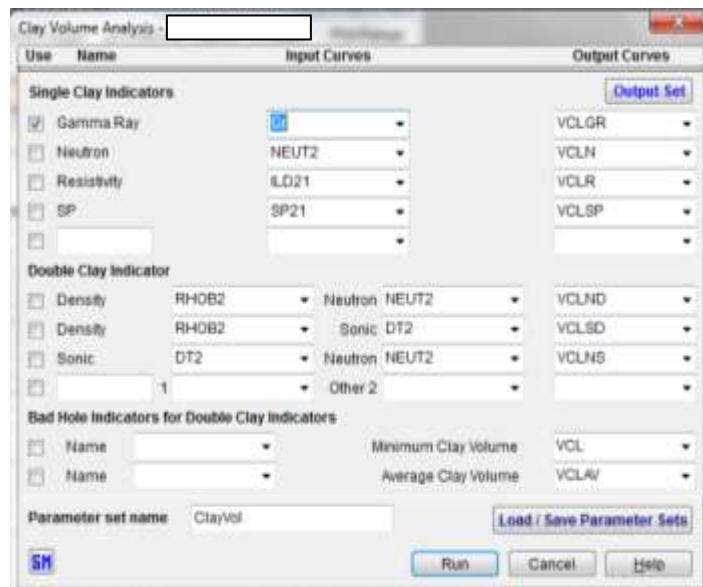 Clay Volume Analysis -
Use Name Input Curves Output Curves
Single Clay Indicators Output Set
Gamma Ray Gr VCLGR
Neutron NEUT2 VCLN
Resistivity ILD21 VCLR
SP SP21 VCLSP
Double Clay Indicator
Density RHOB2 Neutron NEUT2 VCLND
Density RHOB2 Sonic DT2 VCLSD
Sonic DT2 Neutron NEUT2 VCLNS
1 Other 2
Bad Hole Indicators for Double Clay Indicators
Name Minimum Clay Volume VCL
Name Average Clay Volume VCLAV
Parameter set name ClayVol Load / Save Parameter Sets
SM Run Cancel Help